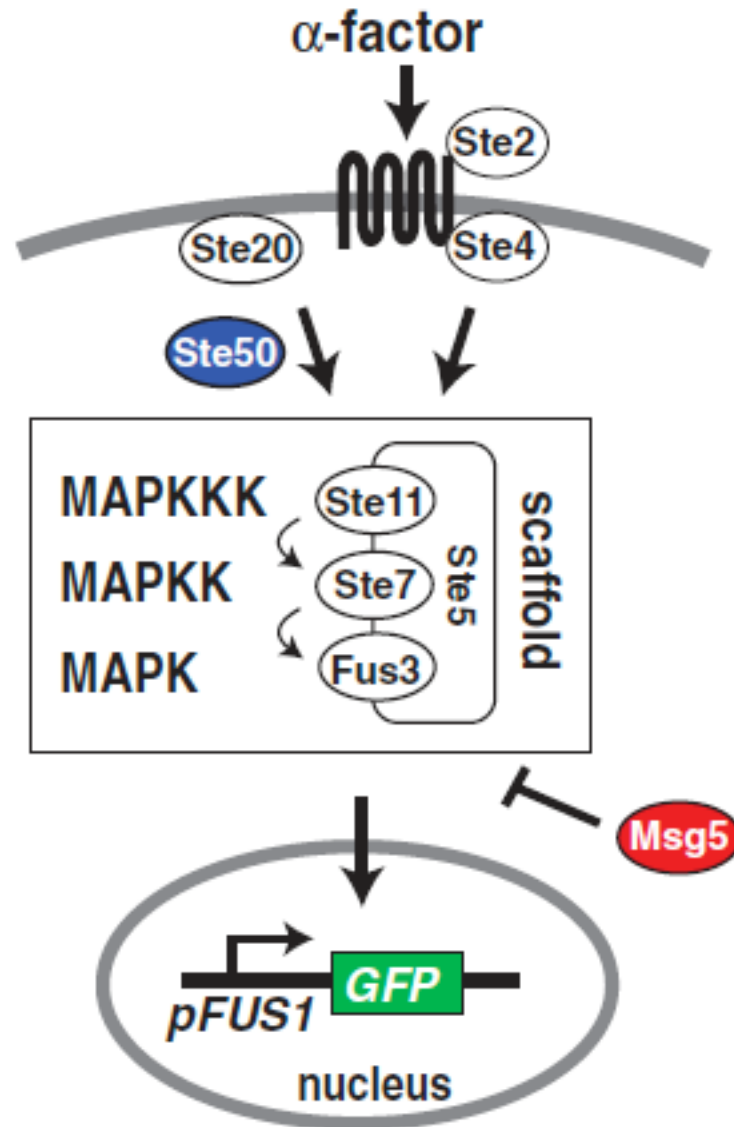 α-factor
Ste2
Ste20
Ste4
Ste50
MAPKKK
Ste11
MAPKK
Ste7
MAPK
Fus3
Ste5
scaffold
Msg5
pFUS1
GFP
nucleus